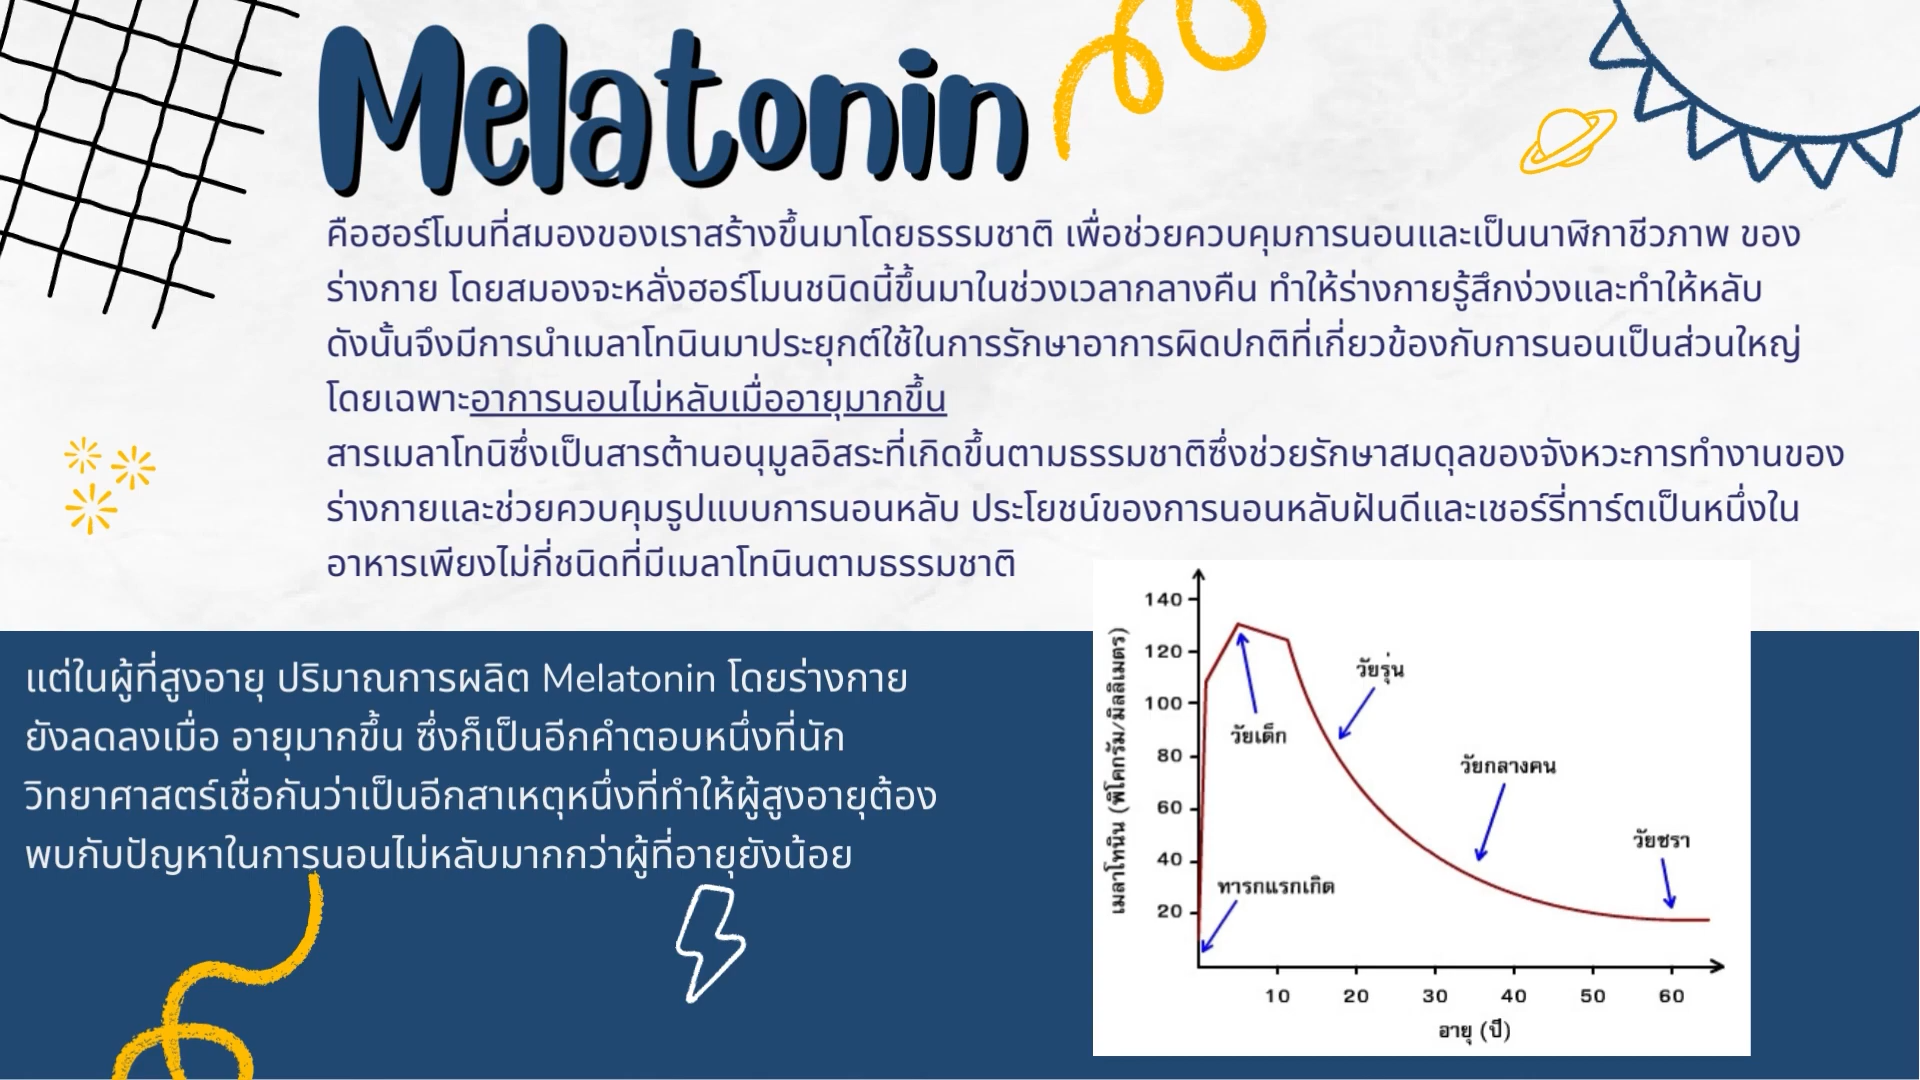 Melatonin
คือฮอร์โมนที่สมองของเราสร้างขึ้นมาโดยธรรมชาติ เพื่อช่วยควบคุมการนอนและเป็นนาฬิกาชีวภาพ ของ
ร่างกาย โดยสมองจะหลั่งฮอร์โมนชนิดนี้ขึ้นมาในช่วงเวลากลางคืน ทำให้ร่างกายรู้สึกง่วงและทำให้หลับ
ดังนั้นจึงมีการนำเมลาโทนินมาประยุกต์ใช้ในการรักษาอาการผิดปกติที่เกี่ยวข้องกับการนอนเป็นส่วนใหญ่
โดยเฉพาะอาการนอนไม่หลับเมื่ออายุมากขึ้น
สารเมลาโทนิซึ่งเป็นสารต้านอนุมูลอิสระที่เกิดขึ้นตามธรรมชาติซึ่งช่วยรักษาสมดุลของจังหวะการทำงานของ
ร่างกายและช่วยควบคุมรูปแบบการนอนหลับ ประโยชน์ของการนอนหลับฝันดีและเชอร์รี่ทาร์ตเป็นหนึ่งใน
อาหารเพียงไม่กี่ชนิดที่มีเมลาโทนินตามธรรมชาติ
แต่ในผู้ที่สูงอายุ ปริมาณการผลิต Melatonin โดยร่างกาย
ยังลดลงเมื่อ อายุมากขึ้น ซึ่งก็เป็นอีกคำตอบหนึ่งที่นัก
วิทยาศาสตร์เชื่อกันว่าเป็นอีกสาเหตุหนึ่งที่ทำให้ผู้สูงอายุต้อง
พบกับปัญหาในการนอนไม่หลับมากกว่าผู้ที่อายุยังน้อย
เมลาโทนิน (พิโคกรัม/มิลลิเมตร)
140
120
100
80
60
40
20
วัยรุ่น
วัยเด็ก
วัยกลางคน
วัยชรา
ทารกแรกเกิด
10 20 30 40 50 60
อายุ (ปี)